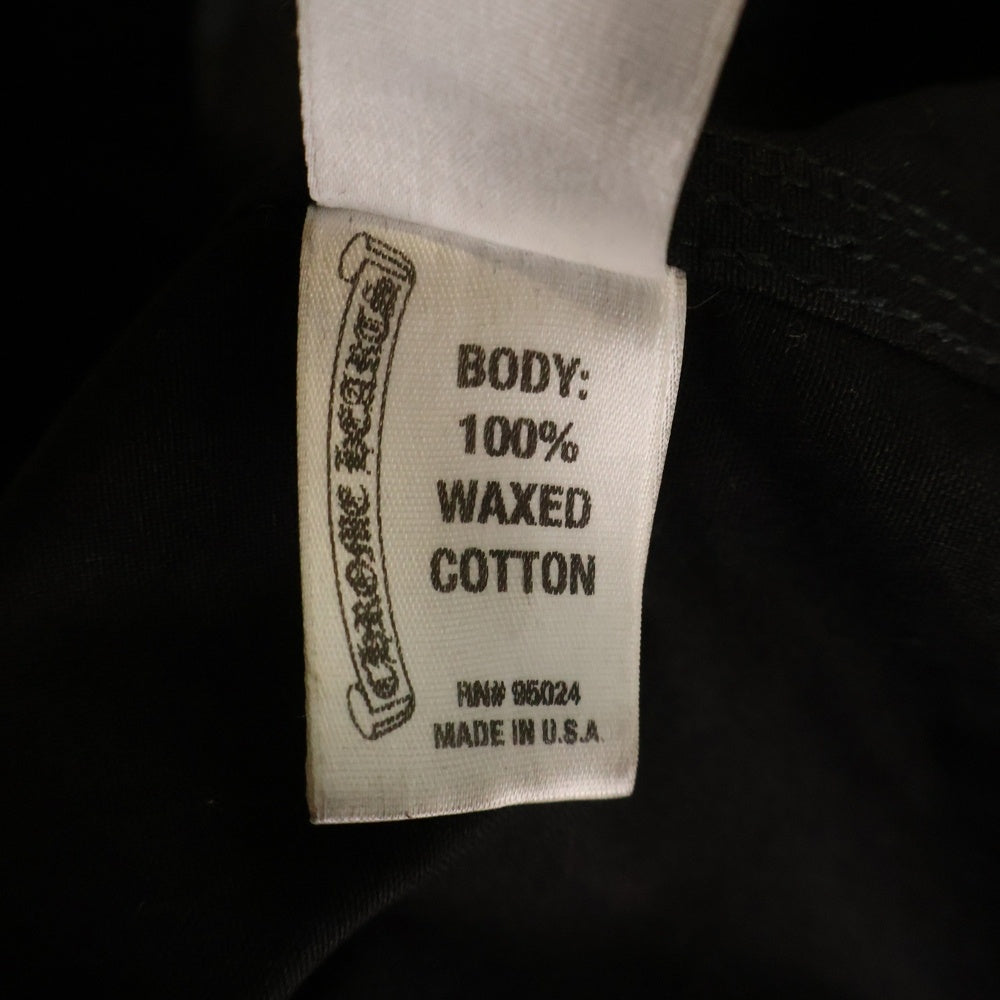 CHROME HEARTS
BODY:
100%
WAXED
COTTON
RN# 95024
MADE IN U.S.A